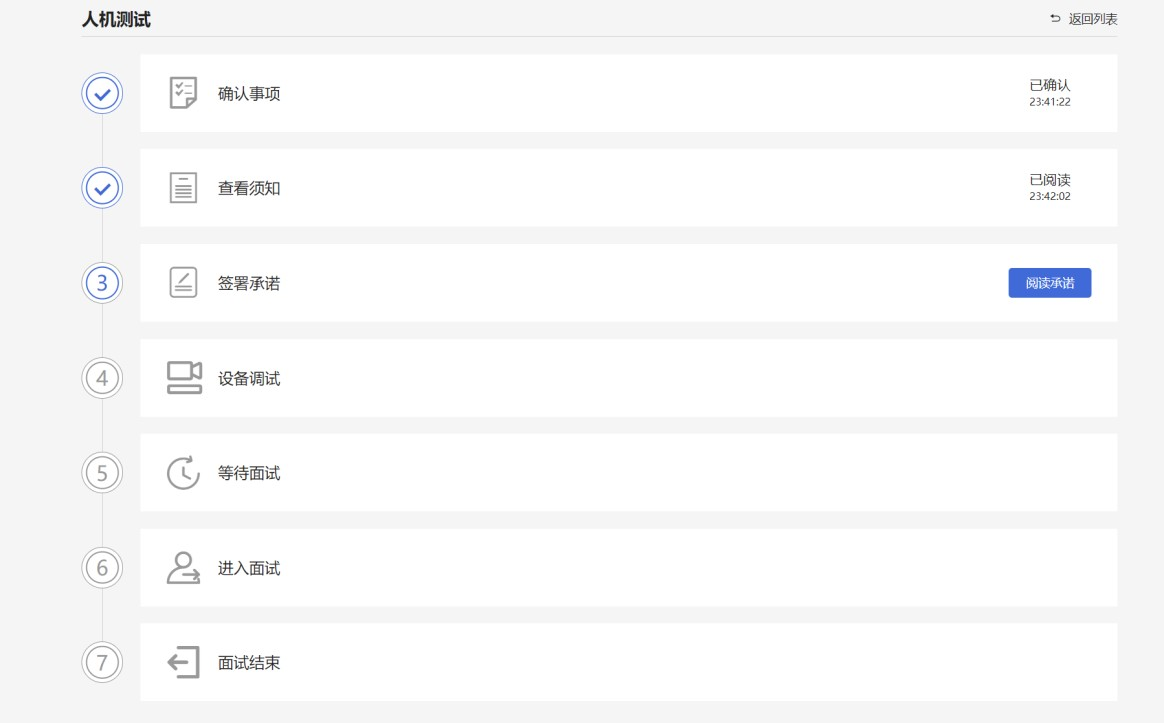 人机测试
返回列表
确认事项
已确认
23:41:22
查看须知
已阅读
23:42:02
3
签署承诺
阅读承诺
4
设备调试
5
等待面试
6
进入面试
7
面试结束